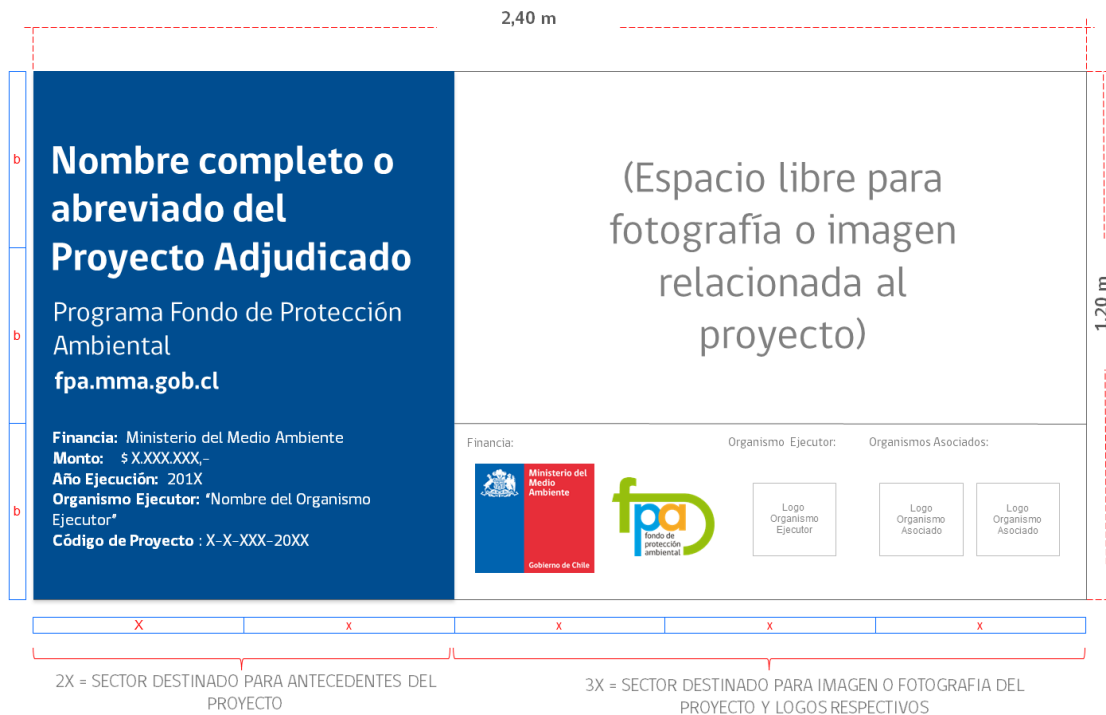 2,40 m
b
b
b
Nombre completo o
abreviado del
Proyecto Adjudicado
Programa Fondo de Protección
Ambiental
fpa.mma.gob.cl
Financia: Ministerio del Medio Ambiente
Monto: $ X.XXX.XXX,-
Año Ejecución: 201X
Organismo Ejecutor: "Nombre del Organismo
Ejecutor"
Código de Proyecto : X-X-XXX-20XX
(Espacio libre para
fotografía o imagen
relacionada al
proyecto)
1,20 m
Financia:
Ministerio del
Medio
Ambiente
Gobierno de Chile
fpa
fondo de
protección
ambiental
Organismo Ejecutor:
Logo
Organismo
Ejecutor
Organismos Asociados:
Logo
Organismo
Asociado
Logo
Organismo
Asociado
X
x
x
x
x
2X = SECTOR DESTINADO PARA ANTECEDENTES DEL
PROYECTO
3X = SECTOR DESTINADO PARA IMAGEN O FOTOGRAFIA DEL
PROYECTO Y LOGOS RESPECTIVOS